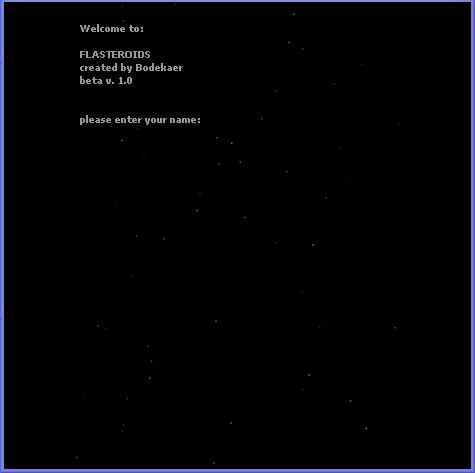 Welcome to:
FLASTEROIDS
created by Bodekaer
beta v. 1.0
please enter your name: